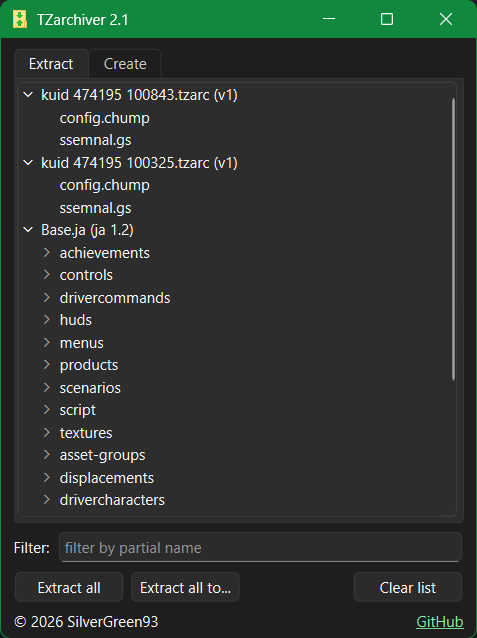 TZarchiver 2.1
Extract
Create
kuid 474195 100843.tzarc (v1)
config.chump
ssemnal.gs
kuid 474195 100325.tzarc (v1)
config.chump
ssemnal.gs
Base.ja (ja 1.2)
achievements
controls
drivercommands
huds
menus
products
scenarios
script
textures
asset-groups
displacements
drivercharacters
Filter: filter by partial name
Extract all
Extract all to...
Clear list
© 2026 SilverGreen93
GitHub